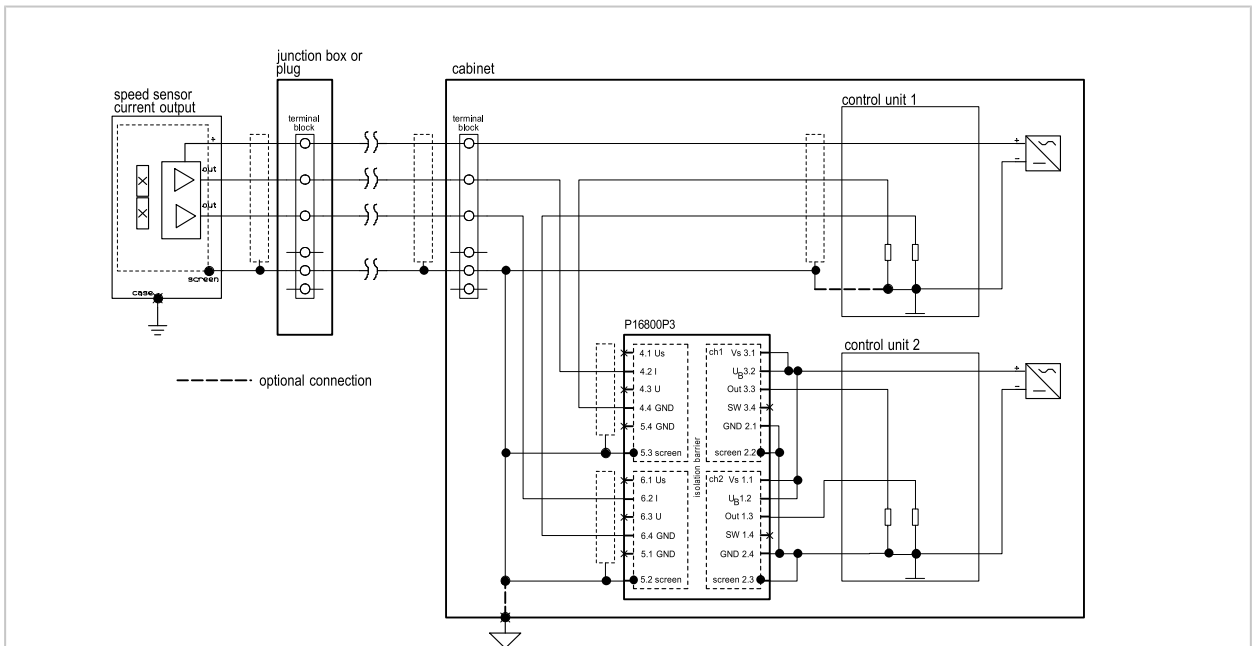 junction box or
plug
cabinet
speed sensor
current output
control unit 1
terminal
block
terminal
block
+
out
out
screen
case
+
−
P16800P3
control unit 2
4.1 Us
4.2 I
4.3 U
4.4 GND
5.4 GND
5.3 screen
6.1 Us
6.2 I
6.3 U
6.4 GND
5.1 GND
5.2 screen
isolation barrier
ch1 Vs 3.1
UB3.2
Out 3.3
SW 3.4
GND 2.1
screen 2.2
ch2 Vs 1.1
UB1.2
Out 1.3
SW 1.4
GND 2.4
screen 2.3
+
−
optional connection